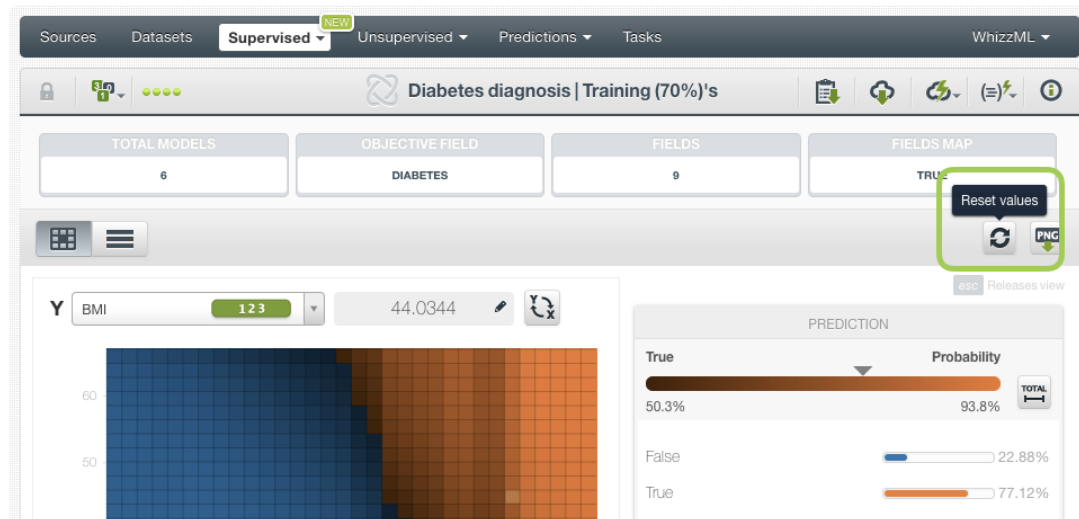 Sources Datasets Supervised NEW Unsupervised Predictions Tasks WhizzML
Diabetes diagnosis | Training (70%)'s
TOTAL MODELS OBJECTIVE FIELD FIELDS FIELDS MAP
6 DIABETES 9 TRUE
Reset values
PNG
esc Releases view
Y BMI 123 44.0344 Y X
PREDICTION
True Probability
TOTAL
50.3% 93.8%
60
50
False 22.88%
True 77.12%